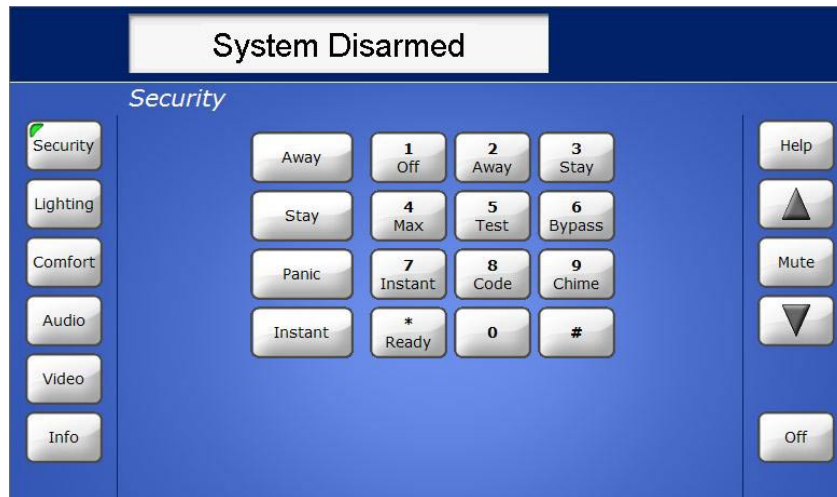 System Disarmed
Security
Security
Lighting
Comfort
Audio
Video
Info
Away
Stay
Panic
Instant
1 2 3
Off Away Stay
4 5 6
Max Test Bypass
7 8 9
Instant Code Chime
* 0 #
Ready
Help
Mute
Off